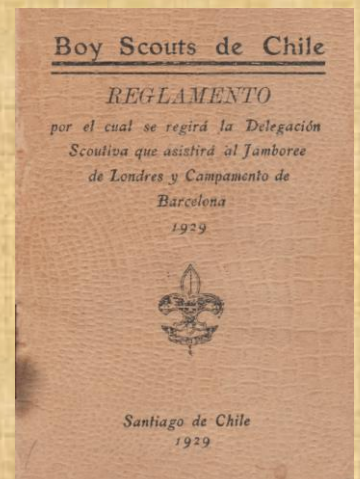 Boy Scouts de Chile
REGLAMENTO
por el cual se regirá la Delegación
Scoutiva que asistirá al Jamboree
de Londres y Campamento de
Barcelona
1929
Santiago de Chile
1929